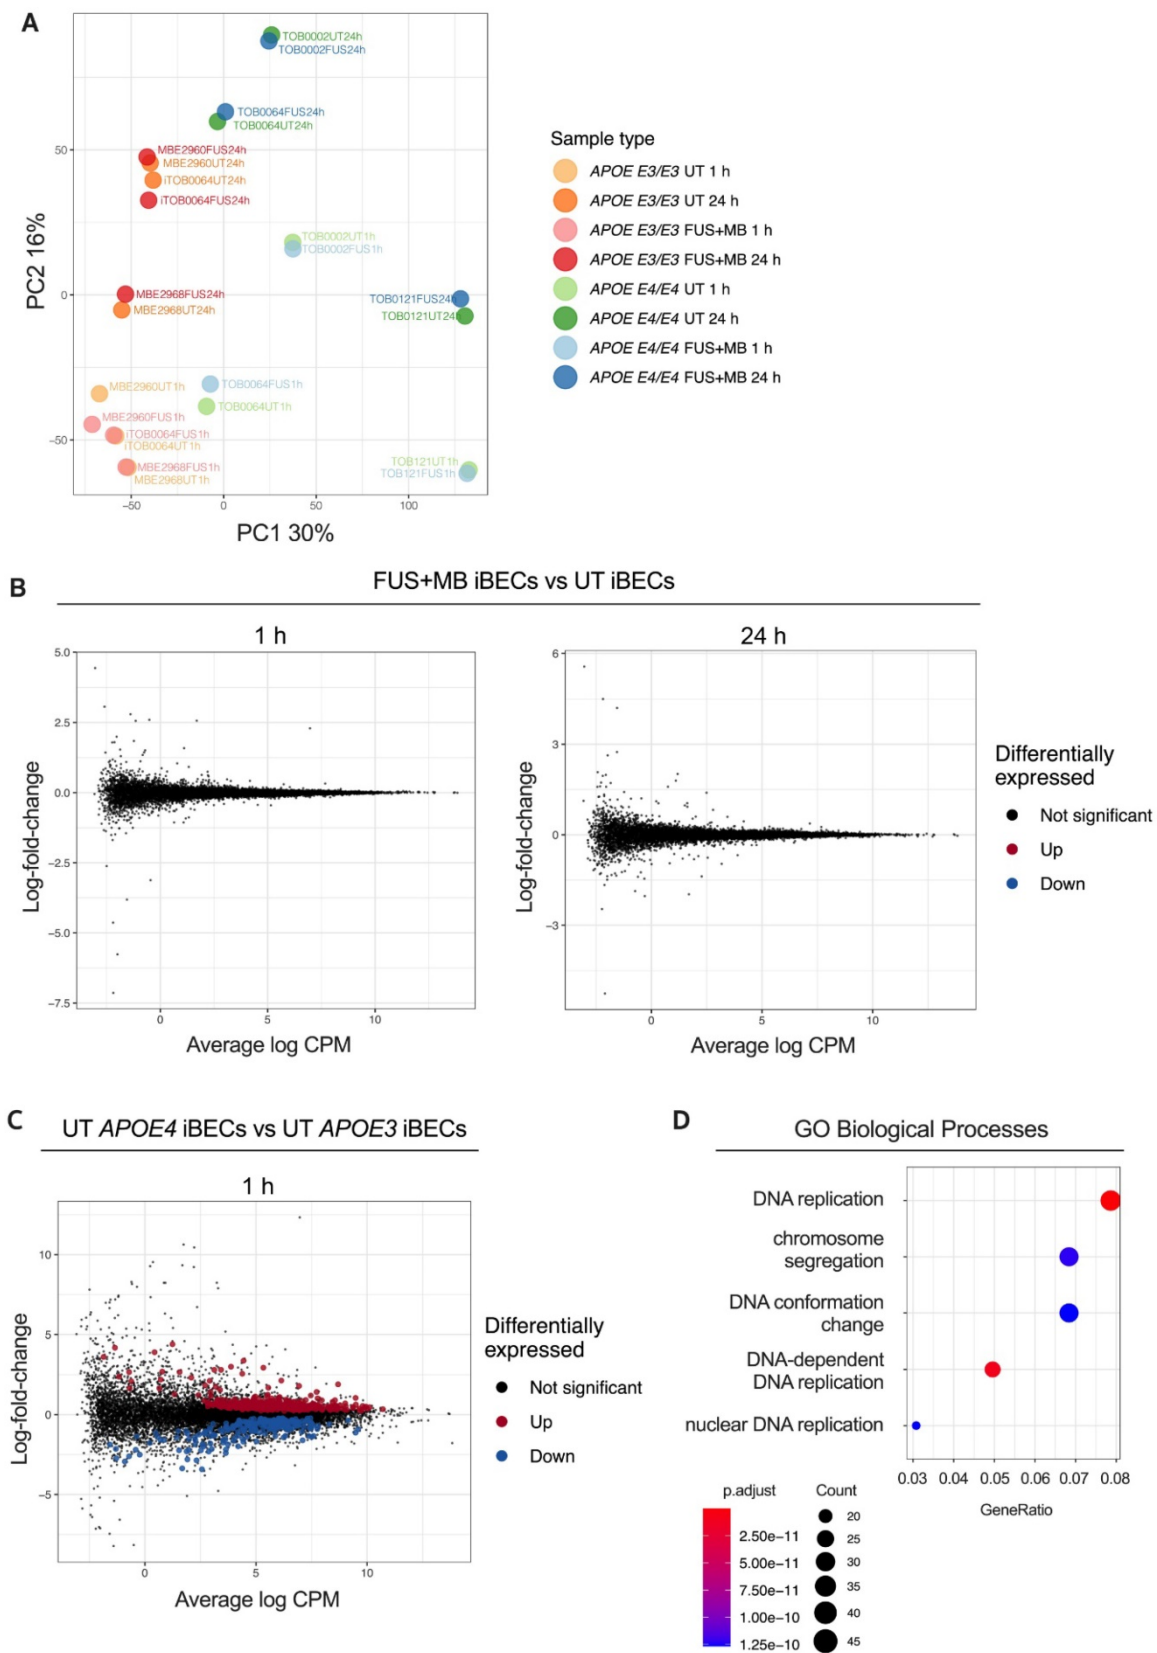 A
TOB0002UT24h
TOB0002FUS24h
TOB0064FUS24h
TOB0064UT24h
MBE2960FUS24h
MBE2960UT24h
iTOB0064UT24h
iTOB0064FUS24h
TOB0002UT1h
TOB0002FUS1h
MBE2968FUS24h
MBE2968UT24h
TOB0121FUS24h
TOB0121UT24h
MBE2960UT1h
TOB0064FUS1h
TOB0064UT1h
MBE2960FUS1h
iTOB0064FUS1h
iTOB0064UT1h
MBE2968FUS1h
MBE2968UT1h
TOB121UT1h
TOB121FUS1h
50
0
−50
PC2 16%
−50
0
50
100
PC1 30%
Sample type
APOE E3/E3 UT 1 h
APOE E3/E3 UT 24 h
APOE E3/E3 FUS+MB 1 h
APOE E3/E3 FUS+MB 24 h
APOE E4/E4 UT 1 h
APOE E4/E4 UT 24 h
APOE E4/E4 FUS+MB 1 h
APOE E4/E4 FUS+MB 24 h
B
FUS+MB iBECs vs UT iBECs
1 h
5.0
2.5
0.0
−2.5
−5.0
−7.5
Log-fold-change
0
5
10
Average log CPM
24 h
6
3
0
−3
Log-fold-change
0
5
10
Average log CPM
Differentially
expressed
Not significant
Up
Down
C
UT APOE4 iBECs vs UT APOE3 iBECs
1 h
10
5
0
−5
Log-fold-change
0
5
10
Average log CPM
Differentially
expressed
Not significant
Up
Down
D
GO Biological Processes
DNA replication
chromosome
segregation
DNA conformation
change
DNA-dependent
DNA replication
nuclear DNA replication
0.03 0.04 0.05 0.06 0.07 0.08
GeneRatio
p.adjust
2.50e-11
5.00e-11
7.50e-11
1.00e-10
1.25e-10
Count
20
25
30
35
40
45